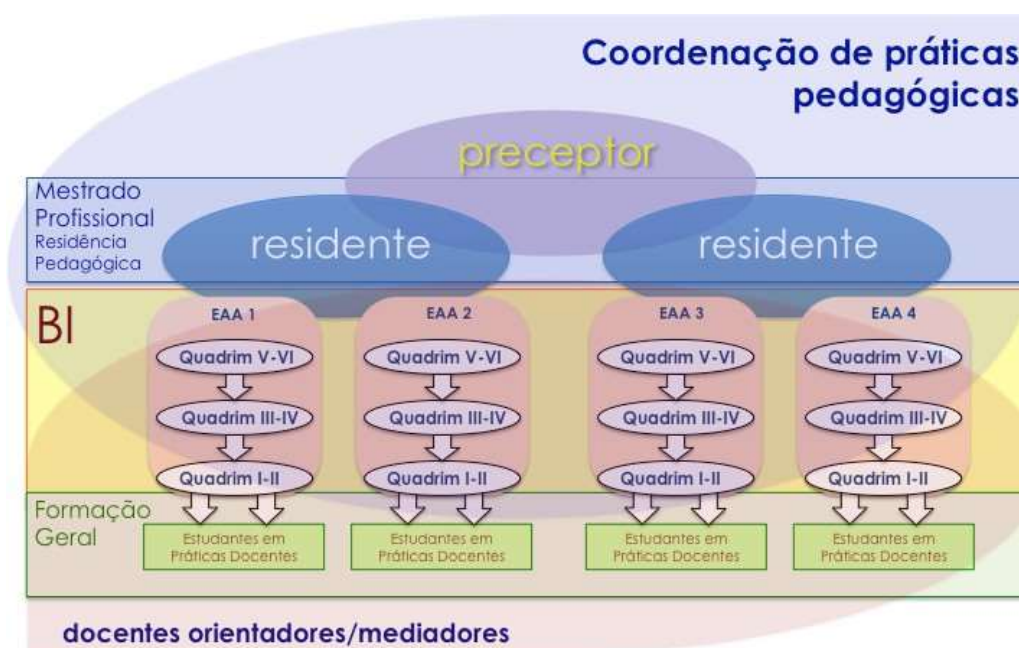 Coordenação de práticas
pedagógicas
preceptor
Mestrado
Profissional
Residência
Pedagógica
residente
residente
BI
EAA 1
EAA 2
EAA 3
EAA 4
Quadrim V-VI
Quadrim V-VI
Quadrim V-VI
Quadrim V-VI
Quadrim III-IV
Quadrim III-IV
Quadrim III-IV
Quadrim III-IV
Quadrim I-II
Quadrim I-II
Quadrim I-II
Quadrim I-II
Formação
Geral
Estudantes em
Práticas Docentes
Estudantes em
Práticas Docentes
Estudantes em
Práticas Docentes
Estudantes em
Práticas Docentes
docentes orientadores/mediadores